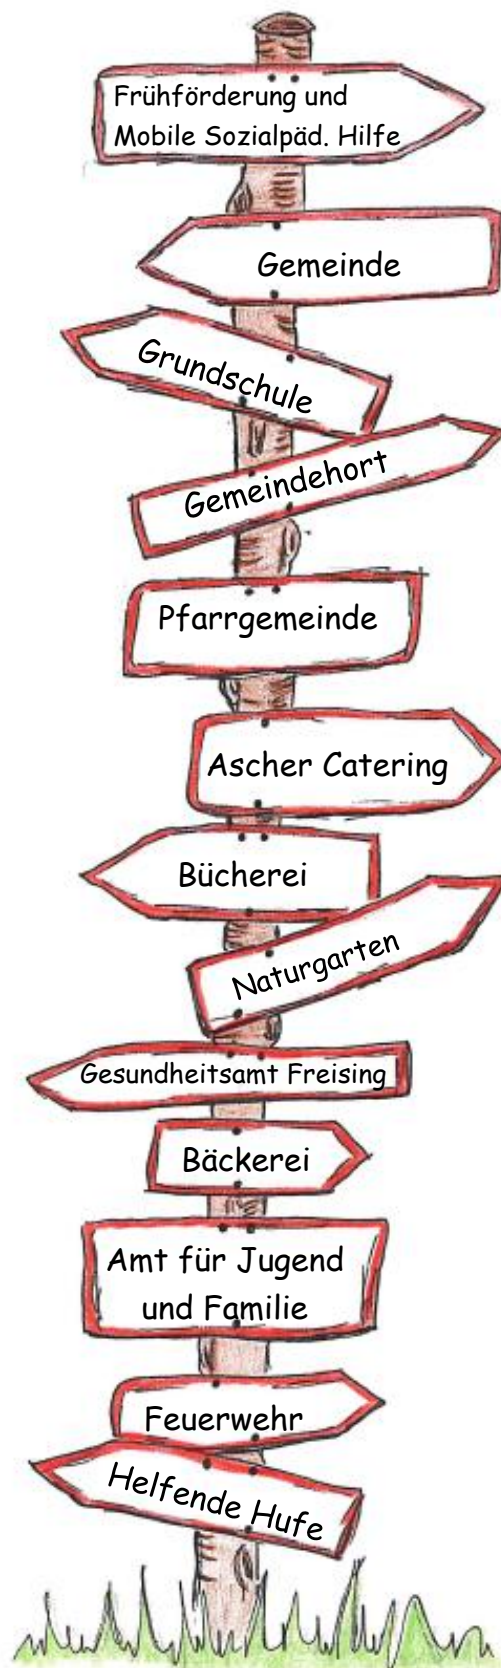 Frühförderung und
Mobile Sozialpäd. Hilfe
Gemeinde
Grundschule
Gemeindehort
Pfarrgemeinde
Ascher Catering
Bücherei
Naturgarten
Gesundheitsamt Freising
Bäckerei
Amt für Jugend
und Familie
Feuerwehr
Helfende Hufe